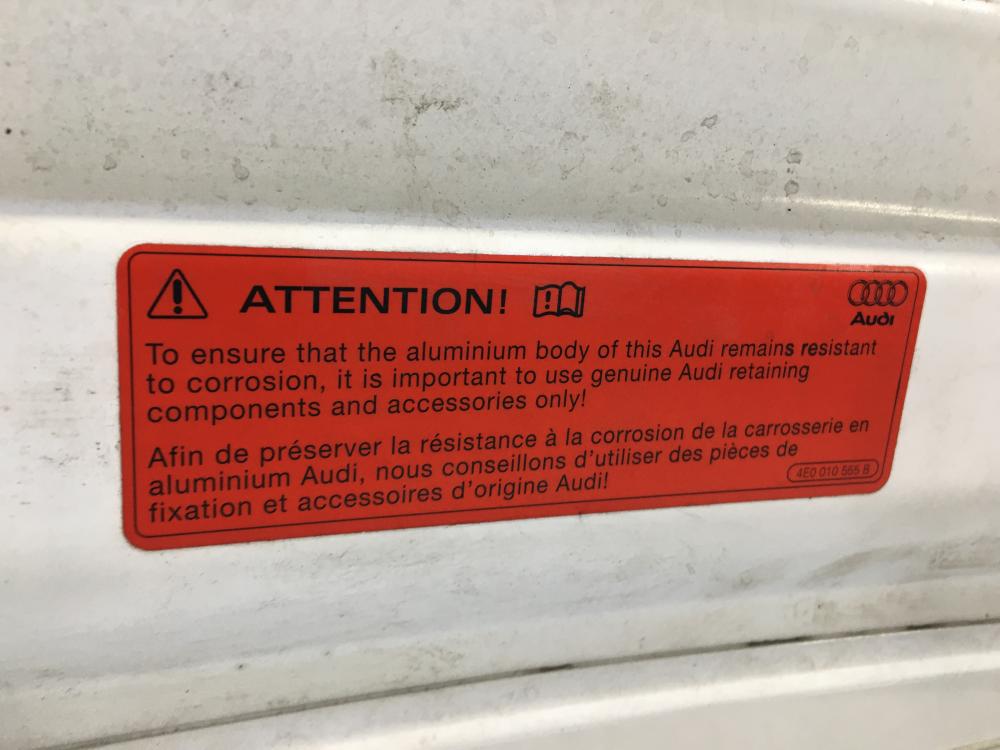 ATTENTION!
Audi
To ensure that the aluminium body of this Audi remains resistant
to corrosion, it is important to use genuine Audi retaining
components and accessories only!
Afin de préserver la résistance à la corrosion de la carrosserie en
aluminium Audi, nous conseillons d'utiliser des pièces de
fixation et accessoires d'origine Audi!
4E0 010 565 B